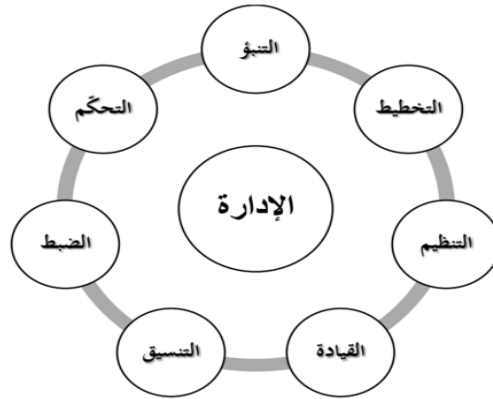 التنبؤ
التخطيط
التنظيم
القيادة
التنسيق
الضبط
التحكّم
الإدارة